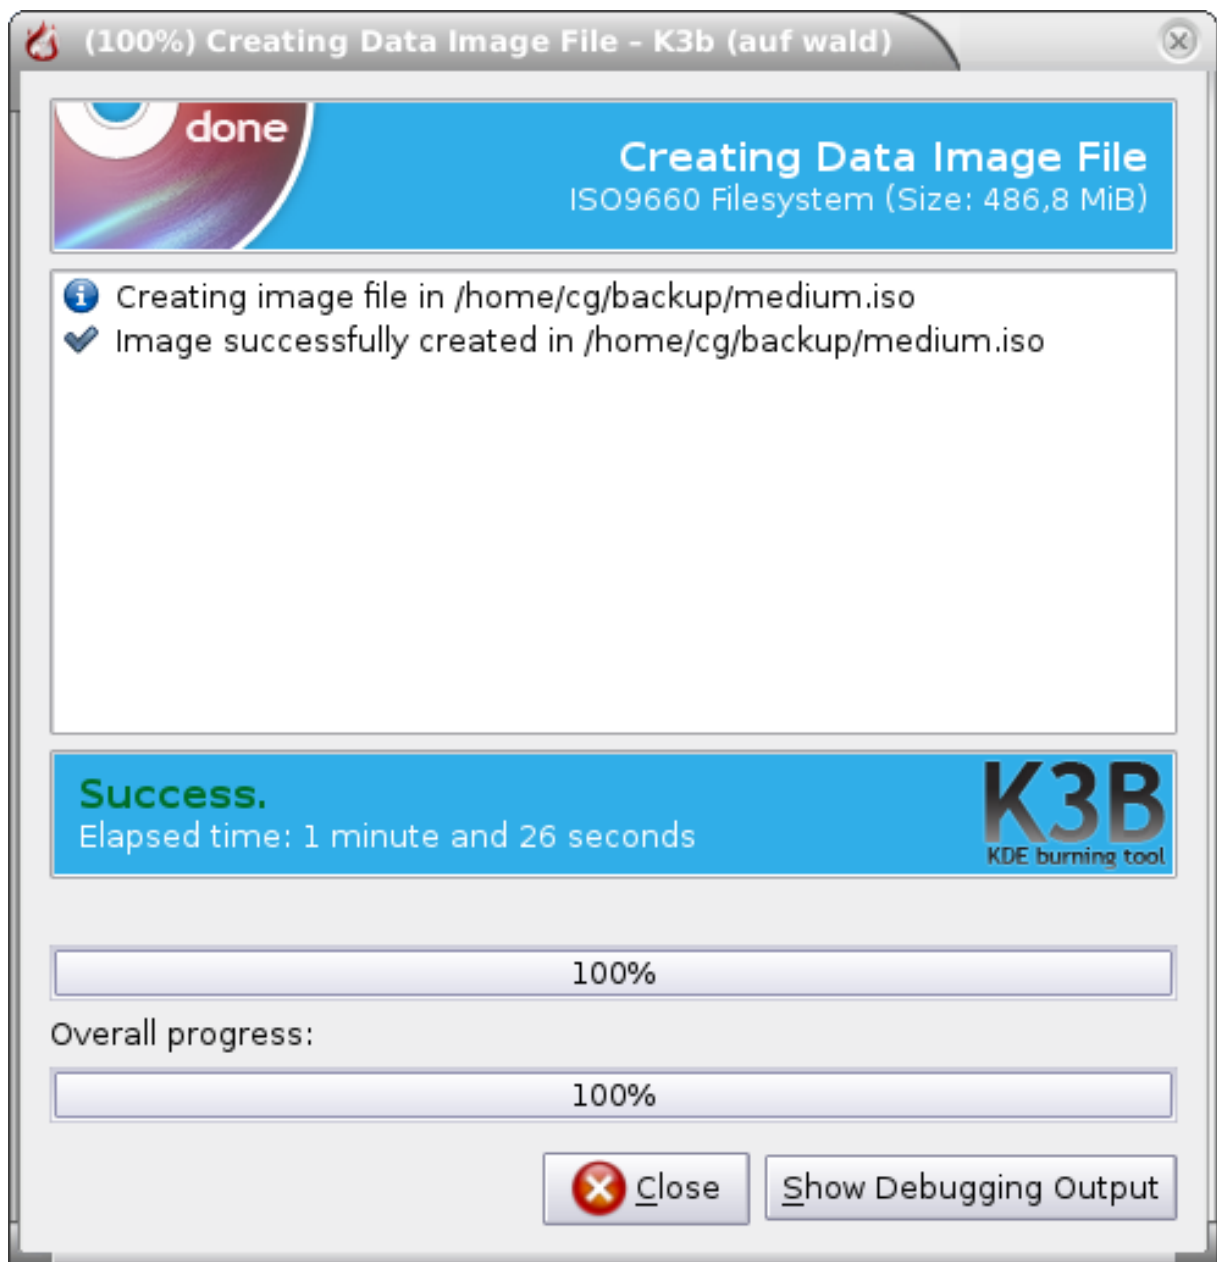 (100%) Creating Data Image File – K3b (auf wald)
done
Creating Data Image File
ISO9660 Filesystem (Size: 486,8 MiB)
Creating image file in /home/cg/backup/medium.iso
Image successfully created in /home/cg/backup/medium.iso
Success.
Elapsed time: 1 minute and 26 seconds
K3B
KDE burning tool
100%
Overall progress:
100%
Close
Show Debugging Output